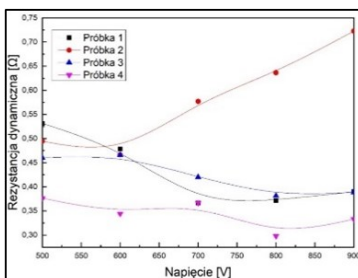 0,75
0,70
0,65
0,60
0,55
0,50
0,45
0,40
0,35
0,30
Rezystancja dynamiczna [Ω]
Próbka 1
Próbka 2
Próbka 3
Próbka 4
500 550 600 650 700 750 800 850 900
Napięcie [V]